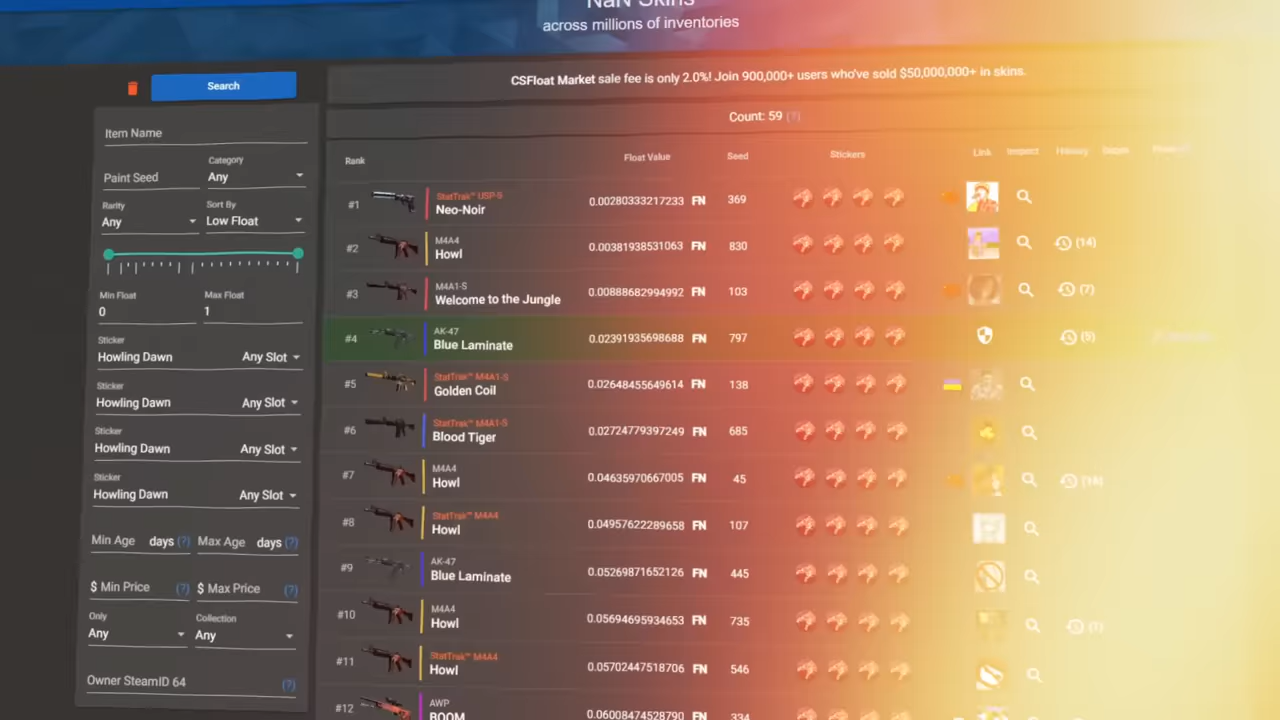 NaN Skins
across millions of inventories
Search
CSFloat Market sale fee is only 2.0%! Join 900,000+ users who've sold $50,000,000+ in skins.
Count: 59 (?)
Item Name
Paint Seed
Category
Any
Rarity
Any
Sort By
Low Float
Min Float
0
Max Float
1
Sticker
Howling Dawn Any Slot
Sticker
Howling Dawn Any Slot
Sticker
Howling Dawn Any Slot
Sticker
Howling Dawn Any Slot
Min Age days (?) Max Age days (?)
$ Min Price (?) $ Max Price (?)
Only
Any
Collection
Any
Owner SteamID 64 (?)
Rank Float Value Seed Stickers Link Inspect History
#1 StatTrak™ USP-S
Neo-Noir 0.00280333217233 FN 369
#2 M4A4
Howl 0.00381938531063 FN 830 (14)
#3 M4A1-S
Welcome to the Jungle 0.00888682994992 FN 103 (7)
#4 AK-47
Blue Laminate 0.02391935698688 FN 797 (5)
#5 StatTrak™ M4A1-S
Golden Coil 0.02648455649614 FN 138
#6 StatTrak™ M4A1-S
Blood Tiger 0.02724779397249 FN 685
#7 M4A4
Howl 0.04635970667005 FN 45
#8 StatTrak™ M4A4
Howl 0.04957622289658 FN 107
#9 AK-47
Blue Laminate 0.05269871652126 FN 445
#10 M4A4
Howl 0.05694695934653 FN 735 (1)
#11 StatTrak™ M4A4
Howl 0.05702447518706 FN 546
#12 AWP
BOOM 0.06008474528790 FN 334